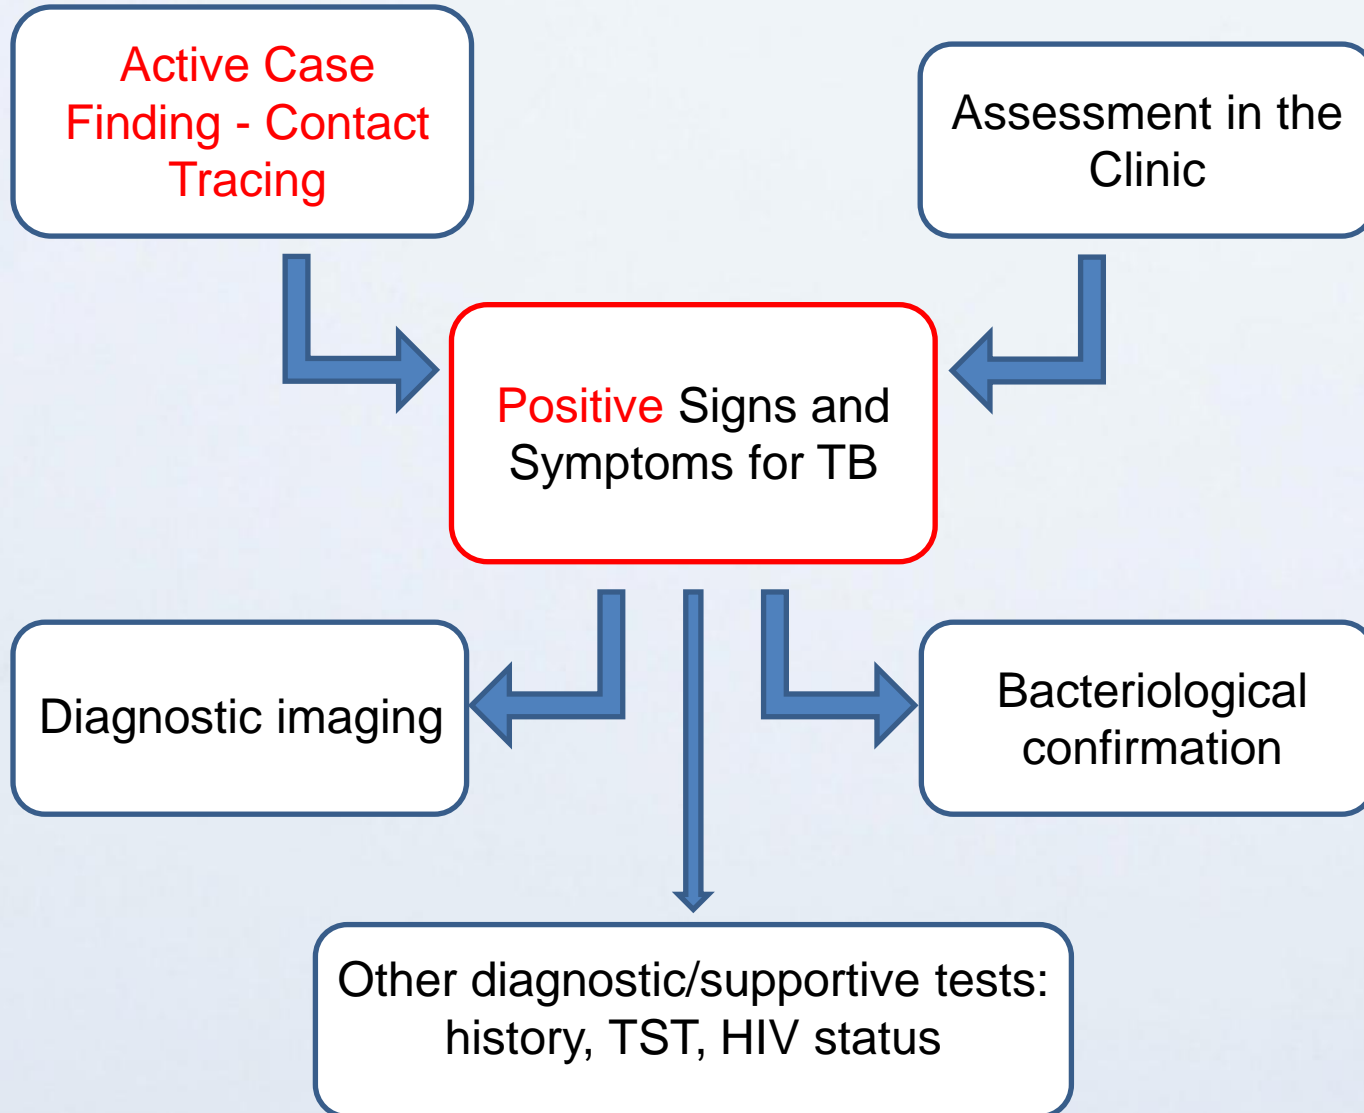 Active Case
Finding - Contact
Tracing
Assessment in the
Clinic
Positive Signs and
Symptoms for TB
Diagnostic imaging
Bacteriological
confirmation
Other diagnostic/supportive tests:
history, TST, HIV status